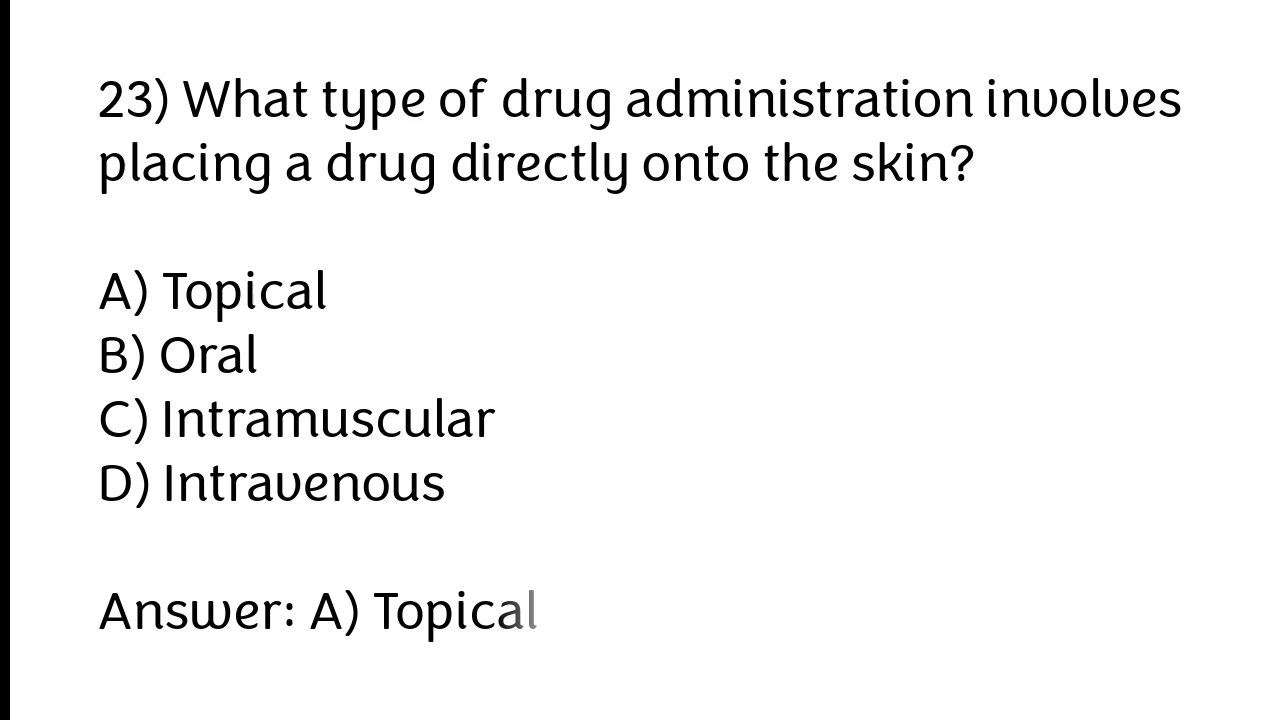 23) What type of drug administration involves
placing a drug directly onto the skin?
A) Topical
B) Oral
C) Intramuscular
D) Intravenous
Answer: A) Topical